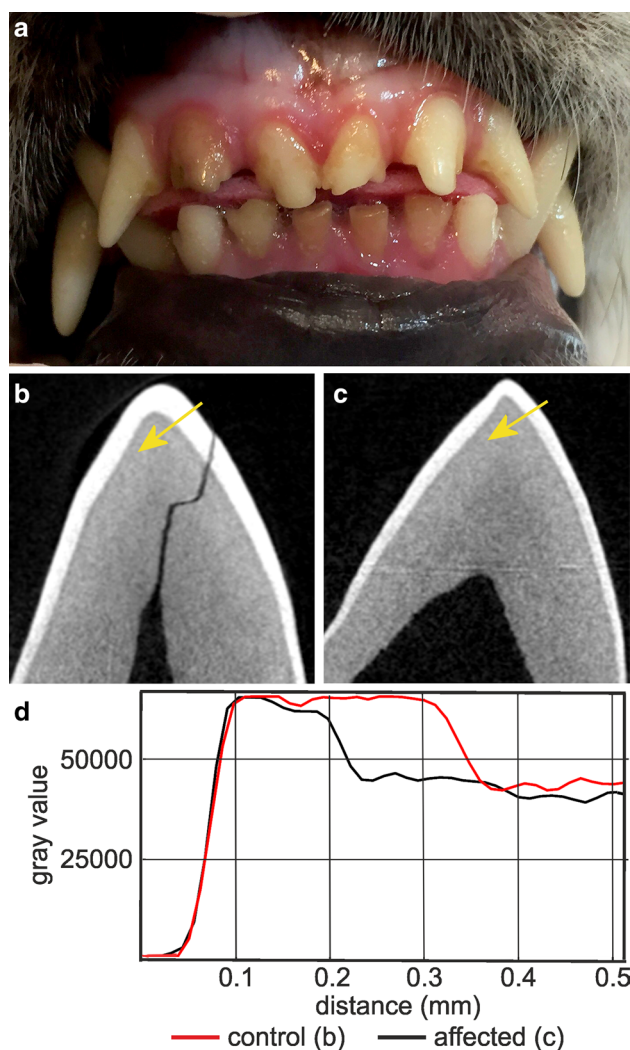 a
b
c
d
50000
25000
gray value
0.1 0.2 0.3 0.4 0.5
distance (mm)
control (b) affected (c)